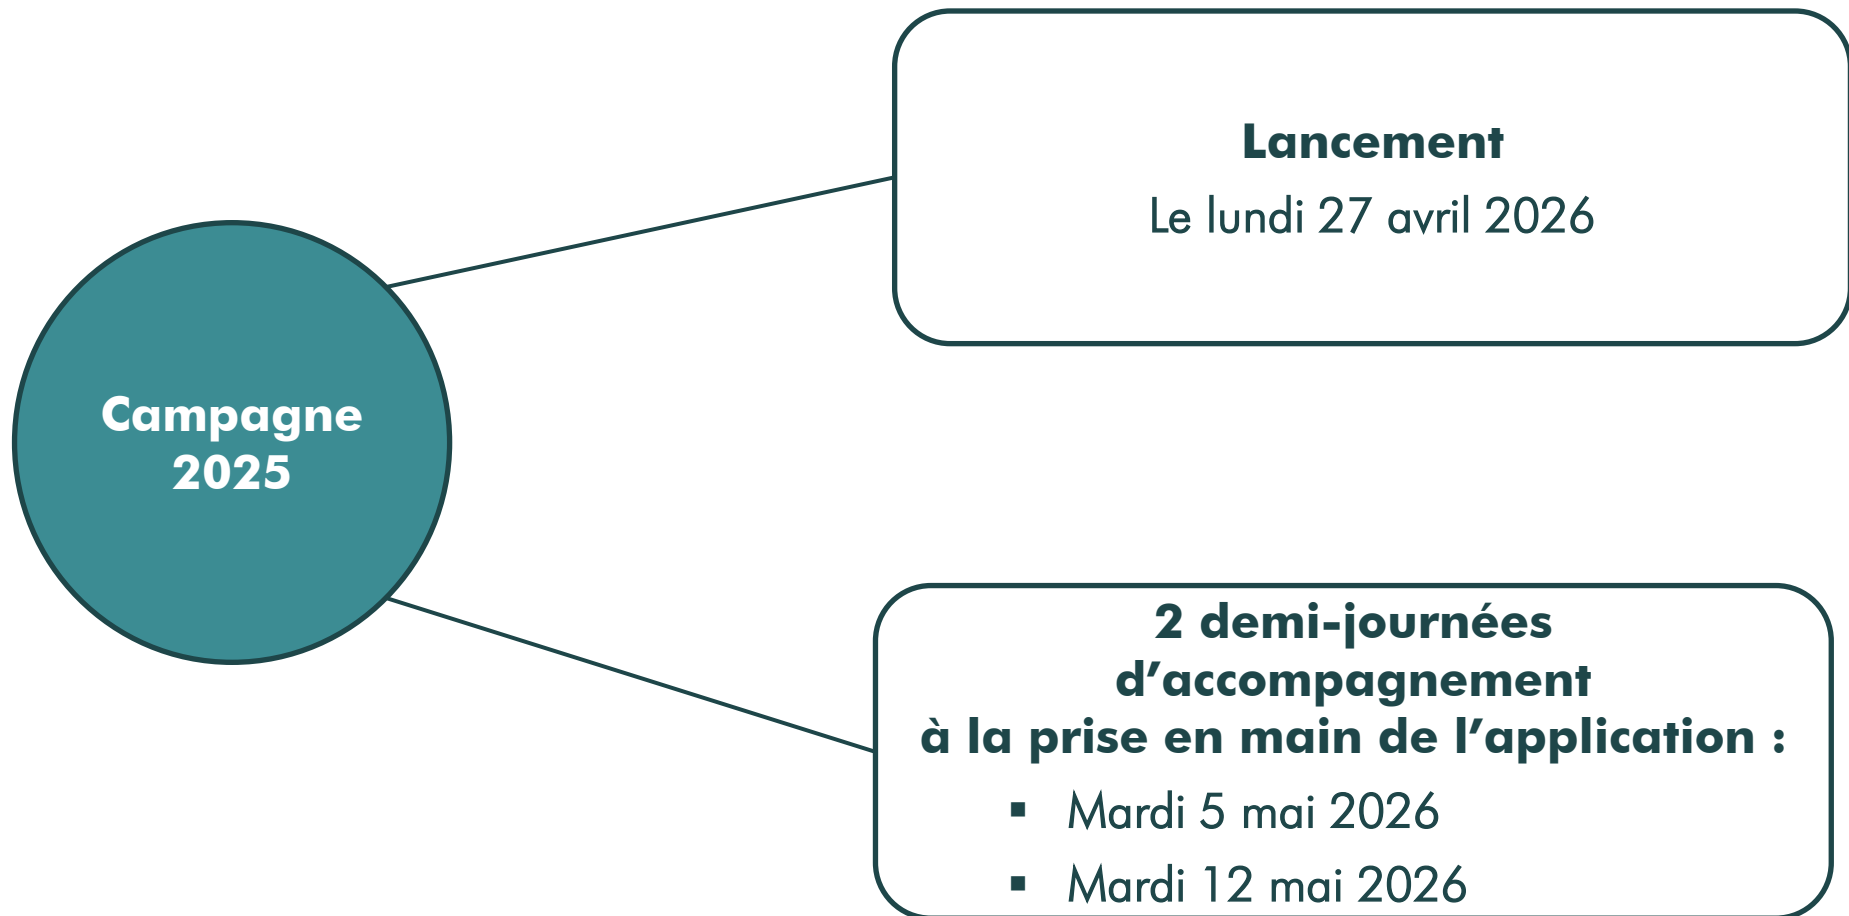 Campagne
2025
Lancement
Le lundi 27 avril 2026
2 demi-journées
d’accompagnement
à la prise en main de l’application :
▪ Mardi 5 mai 2026
▪ Mardi 12 mai 2026